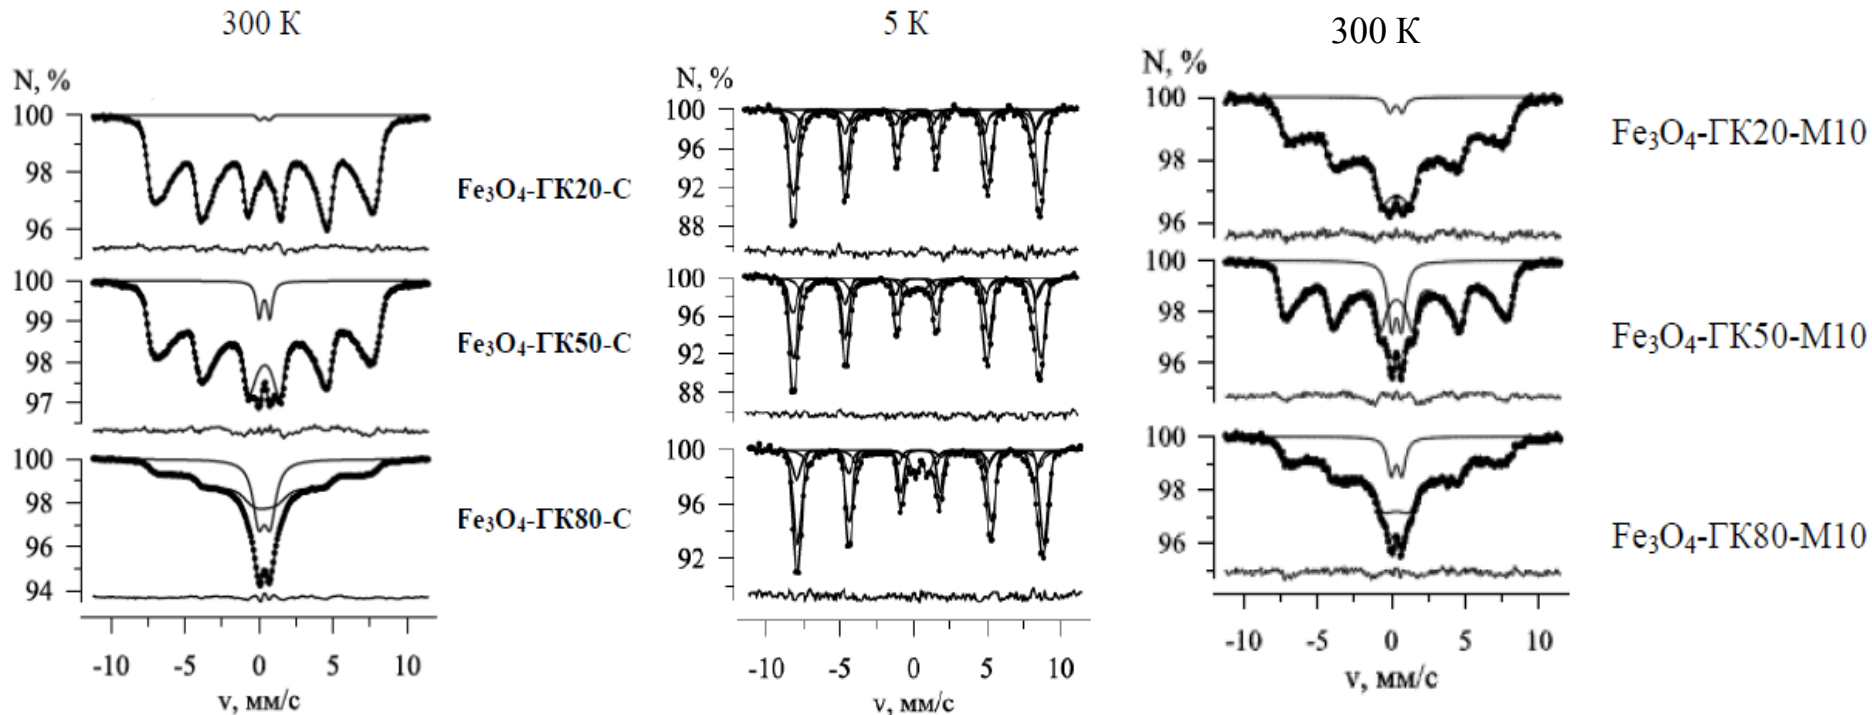 300 К
N, %
100
98
96
Fe₃O₄-ГК20-С
100
99
98
97
Fe₃O₄-ГК50-С
100
98
96
94
Fe₃O₄-ГК80-С
-10 -5 0 5 10
v, мм/с
5 К
N, %
100
96
92
88
100
96
92
88
100
96
92
-10 -5 0 5 10
v, мм/с
300 К
N, %
100
98
96
Fe₃O₄-ГК20-М10
100
98
96
Fe₃O₄-ГК50-М10
100
98
96
Fe₃O₄-ГК80-М10
-10 -5 0 5 10
v, мм/с